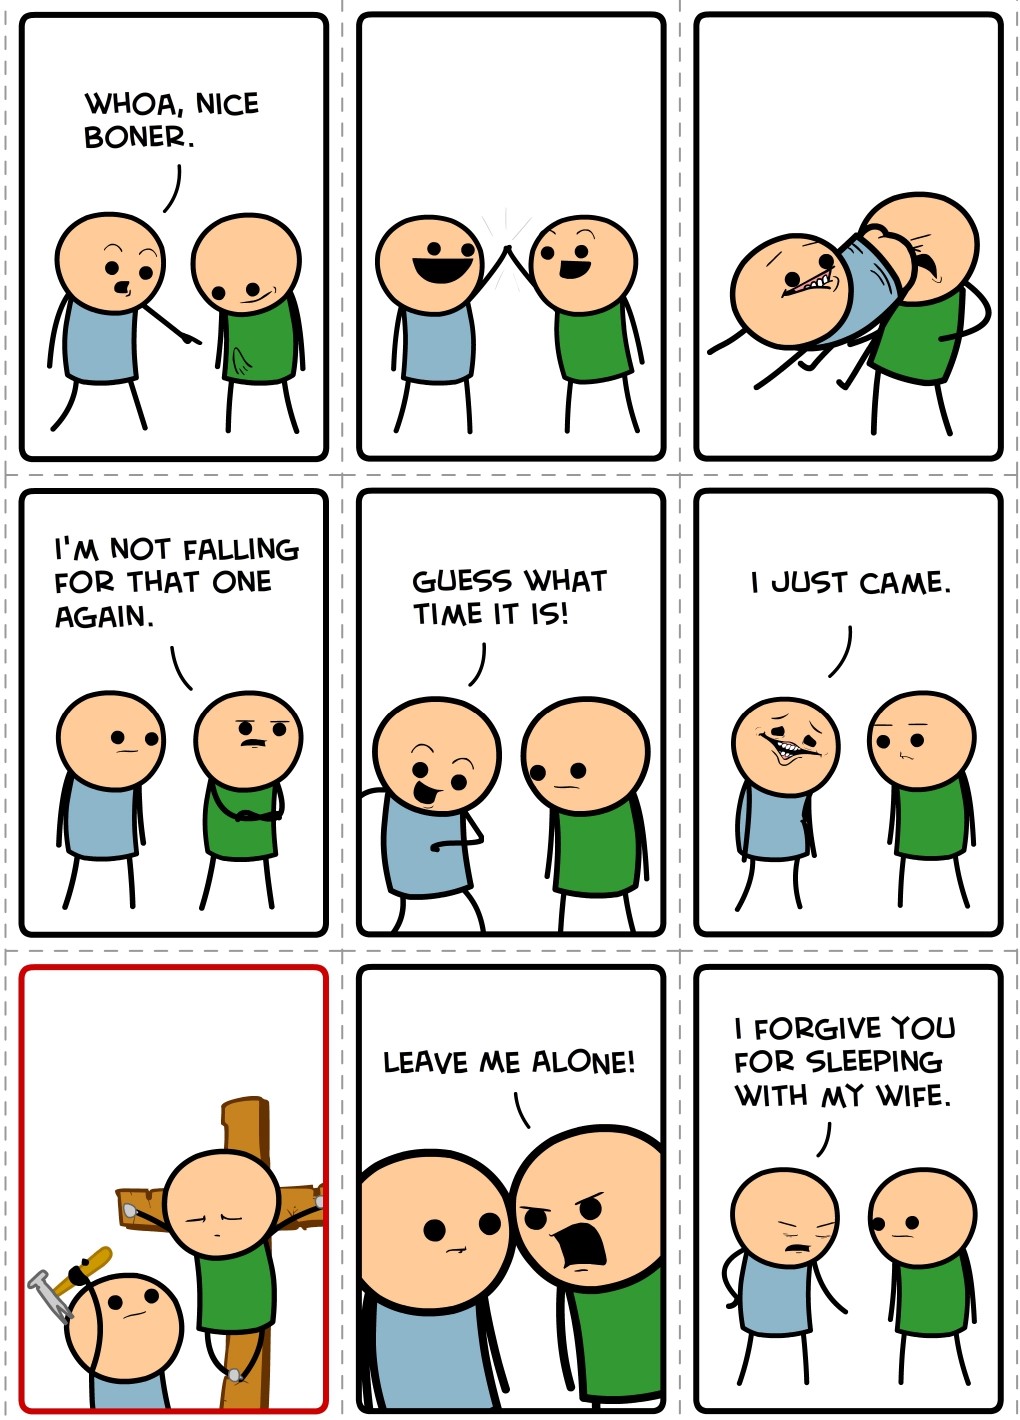 WHOA, NICE
BONER.
I'M NOT FALLING
FOR THAT ONE
AGAIN.
GUESS WHAT
TIME IT IS!
I JUST CAME.
LEAVE ME ALONE!
I FORGIVE YOU
FOR SLEEPING
WITH MY WIFE.